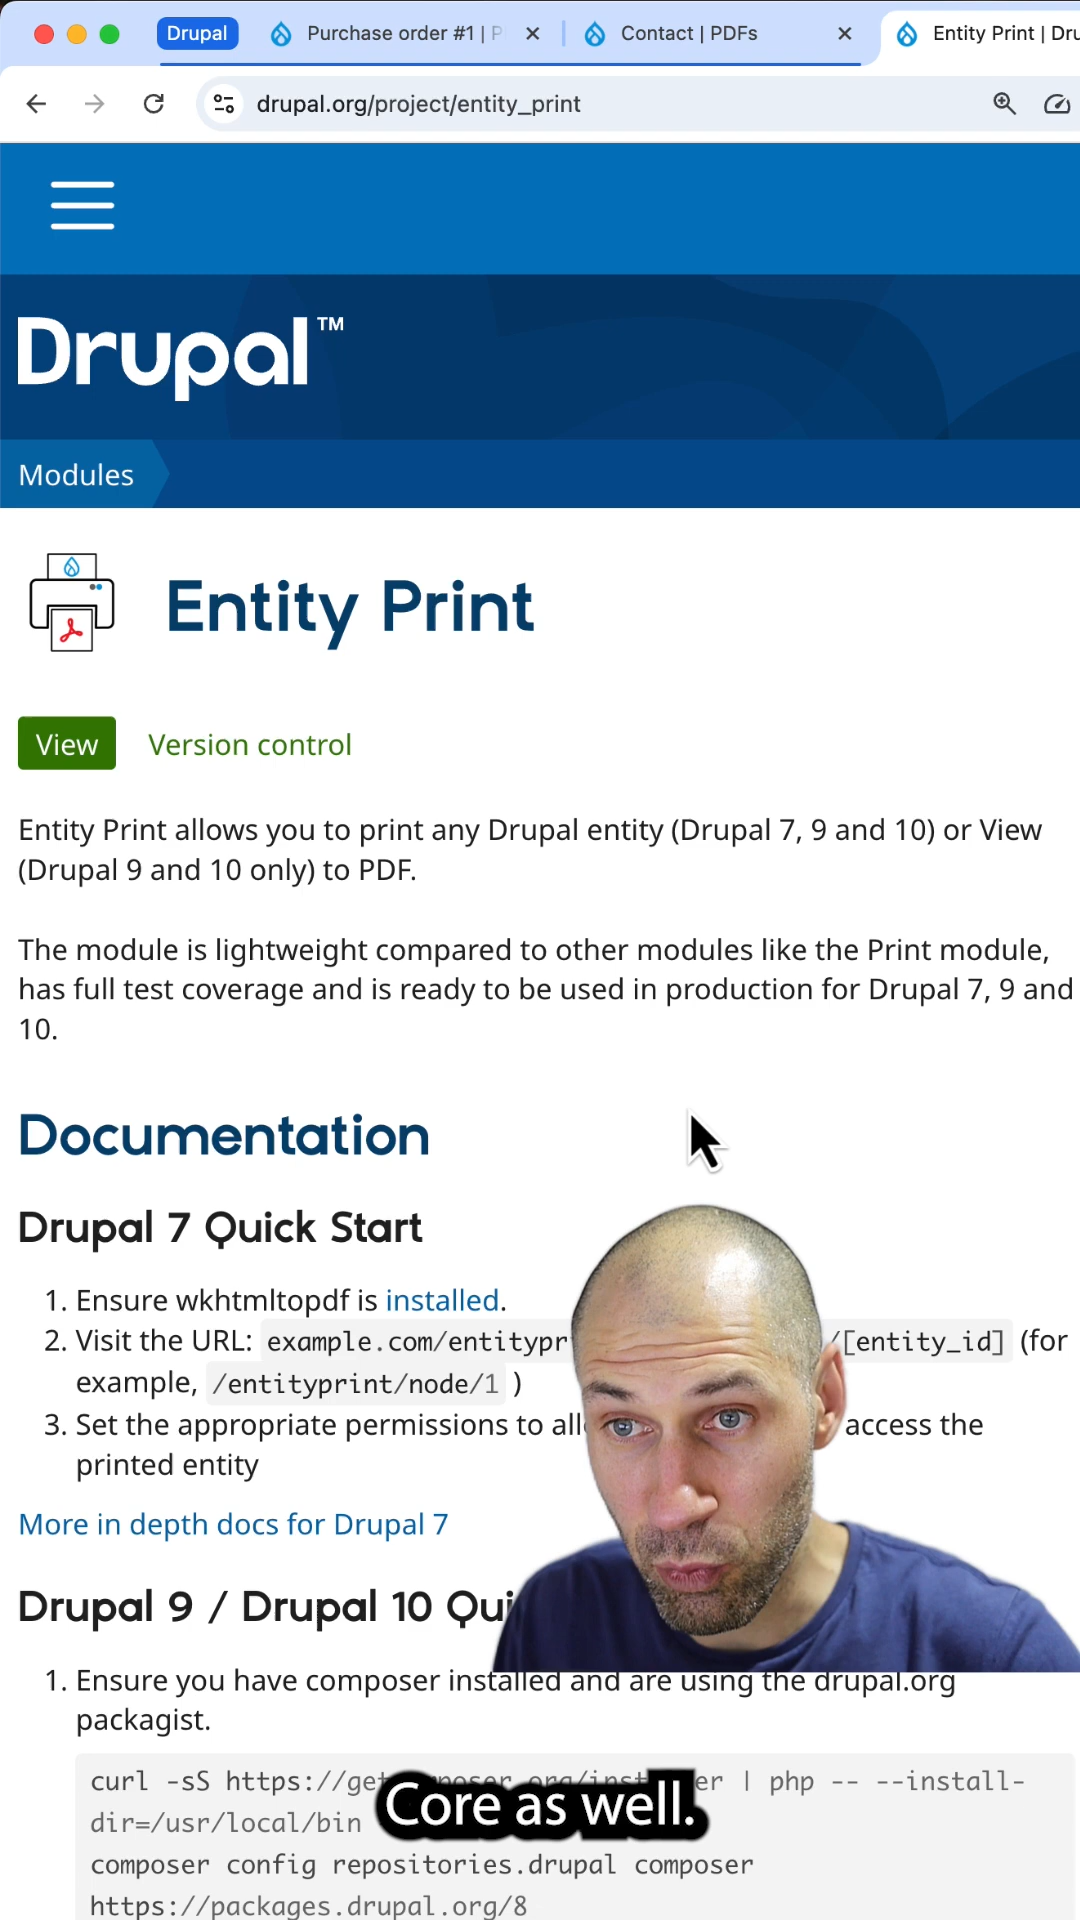 Drupal
Purchase order #1 | P
Contact | PDFs
Entity Print | Dru
drupal.org/project/entity_print
Drupal™
Modules
Entity Print
View
Version control
Entity Print allows you to print any Drupal entity (Drupal 7, 9 and 10) or View
(Drupal 9 and 10 only) to PDF.
The module is lightweight compared to other modules like the Print module,
has full test coverage and is ready to be used in production for Drupal 7, 9 and
10.
Documentation
Drupal 7 Quick Start
1. Ensure wkhtmltopdf is installed.
2. Visit the URL: example.com/entitypr /[entity_id] (for
example, /entityprint/node/1 )
3. Set the appropriate permissions to all access the
printed entity
More in depth docs for Drupal 7
Drupal 9 / Drupal 10 Qui
1. Ensure you have composer installed and are using the drupal.org
packagist.
curl -sS https://getcomposer.org/installer | php -- --install-
dir=/usr/local/bin
Core as well.
composer config repositories.drupal composer
https://packages.drupal.org/8